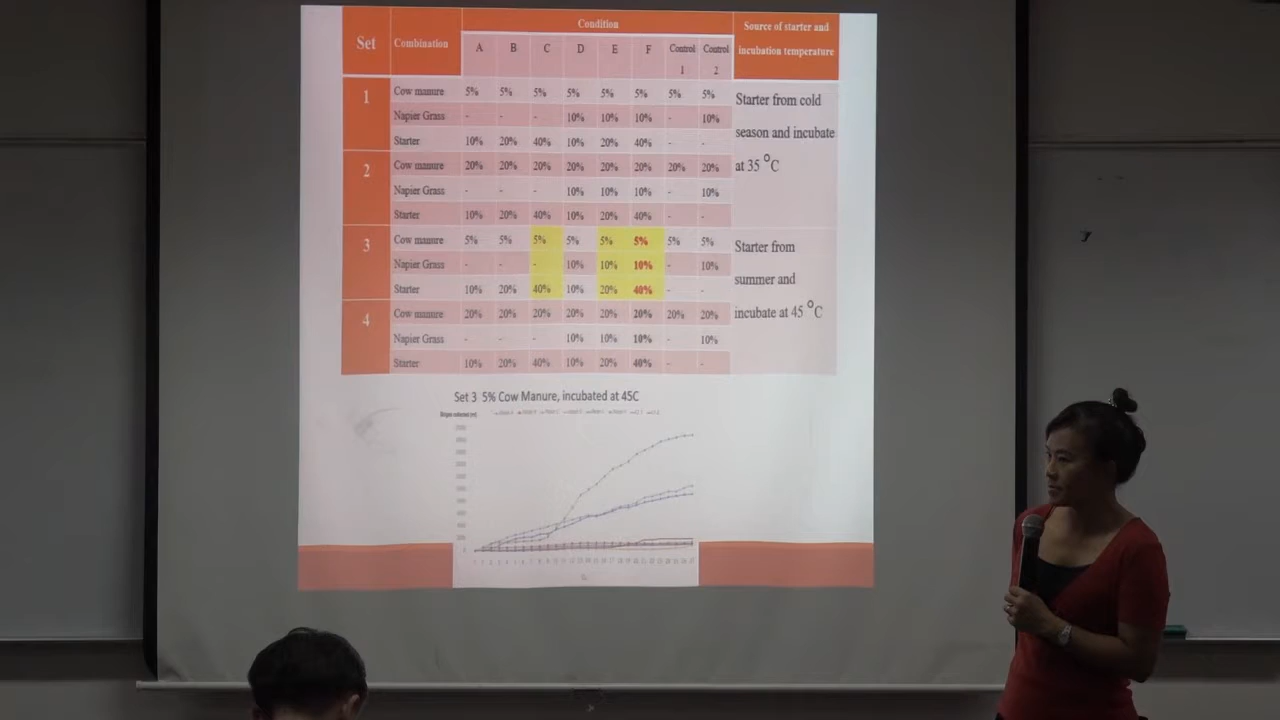 Set Combination Condition Source of starter and incubation temperature
A B C D E F Control 1 Control 2
1 Cow manure 5% 5% 5% 5% 5% 5% 5% 5% Starter from cold season and incubate at 35 °C
Napier Grass - - - 10% 10% 10% - 10%
Starter 10% 20% 40% 10% 20% 40% - -
2 Cow manure 20% 20% 20% 20% 20% 20% 20% 20%
Napier Grass - - - 10% 10% 10% - 10%
Starter 10% 20% 40% 10% 20% 40% - -
3 Cow manure 5% 5% 5% 5% 5% 5% 5% 5% Starter from summer and incubate at 45 °C
Napier Grass - - - 10% 10% 10% - 10%
Starter 10% 20% 40% 10% 20% 40% - -
4 Cow manure 20% 20% 20% 20% 20% 20% 20% 20%
Napier Grass - - - 10% 10% 10% - 10%
Starter 10% 20% 40% 10% 20% 40% - -
Set 3 5% Cow Manure, incubated at 45C